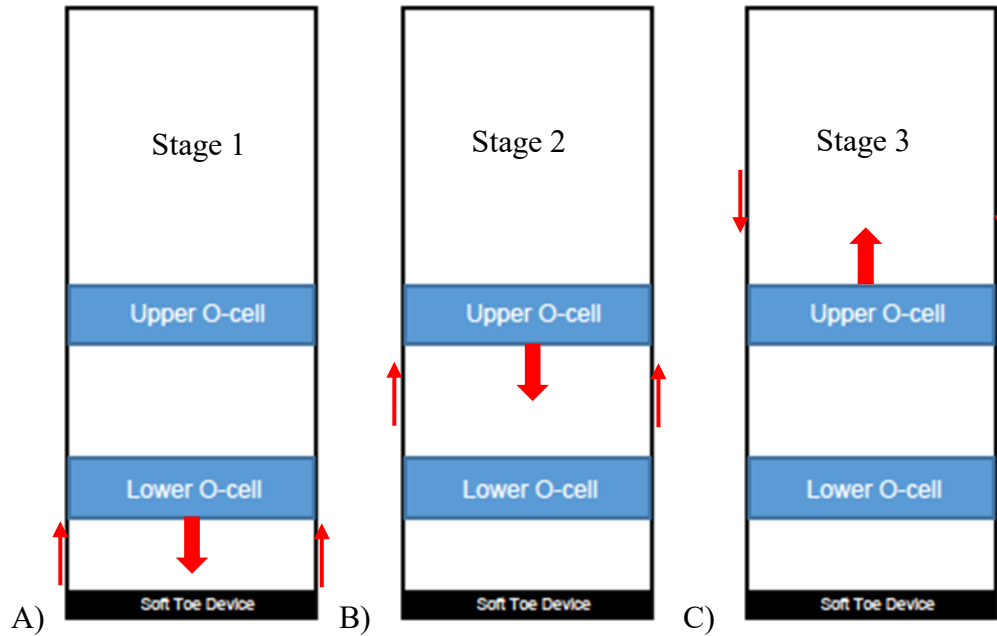 Stage 1
Upper O-cell
Lower O-cell
Soft Toe Device
A)
Stage 2
Upper O-cell
Lower O-cell
Soft Toe Device
B)
Stage 3
Upper O-cell
Lower O-cell
Soft Toe Device
C)